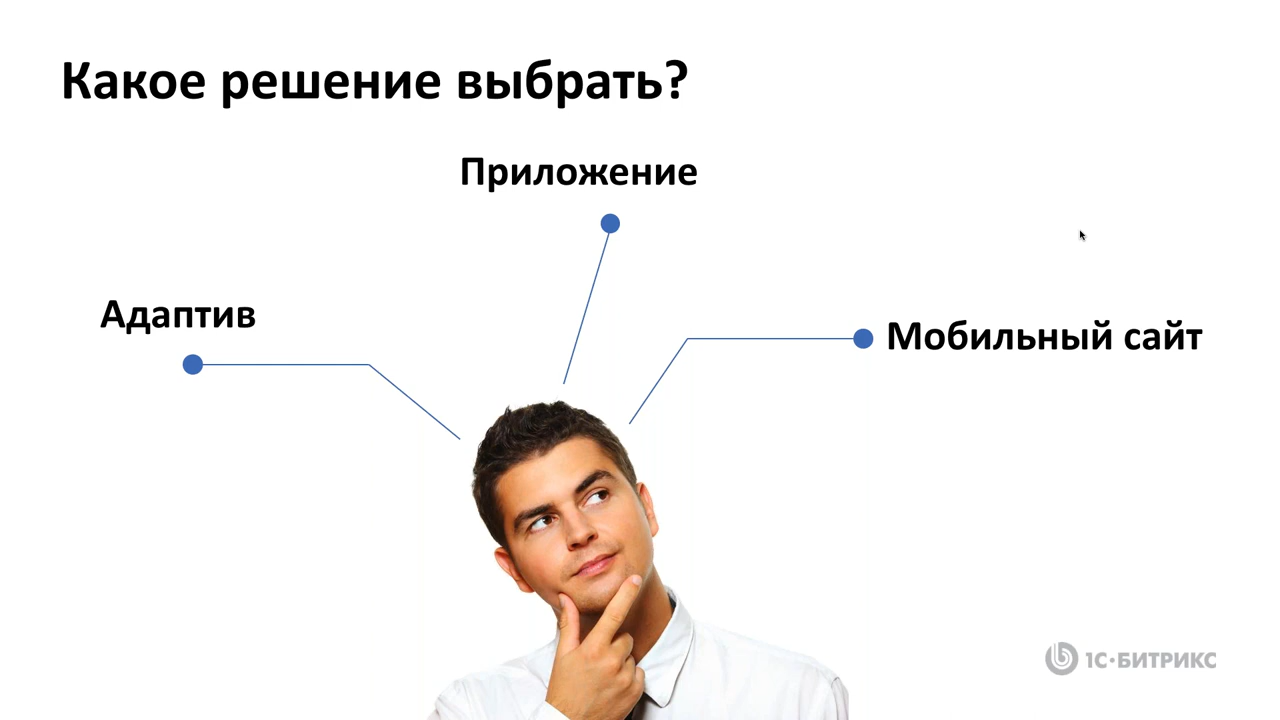 Какое решение выбрать?
Приложение
Адаптив
Мобильный сайт
1С·БИТРИКС